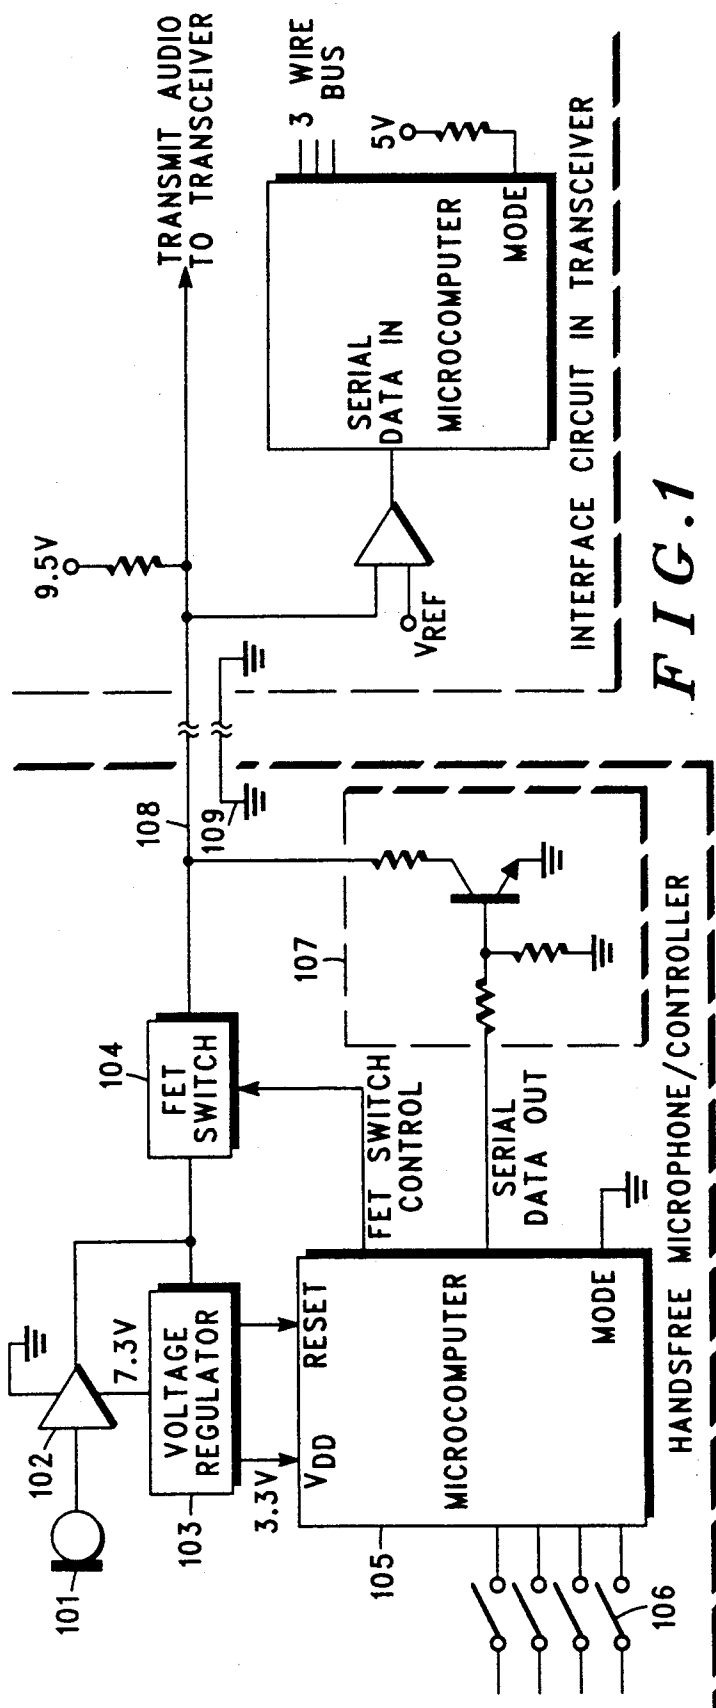 101
102
7.3V
VOLTAGE
REGULATOR
103
3.3V
104
FET
SWITCH
108
109
9.5V
TRANSMIT AUDIO
TO TRANSCEIVER
VDD
RESET
MICROCOMPUTER
MODE
105
106
FET SWITCH
CONTROL
SERIAL
DATA OUT
107
HANDSFREE MICROPHONE/CONTROLLER
VREF
SERIAL
DATA IN
MICROCOMPUTER
MODE
3 WIRE
BUS
5V
INTERFACE CIRCUIT IN TRANSCEIVER
FIG.1